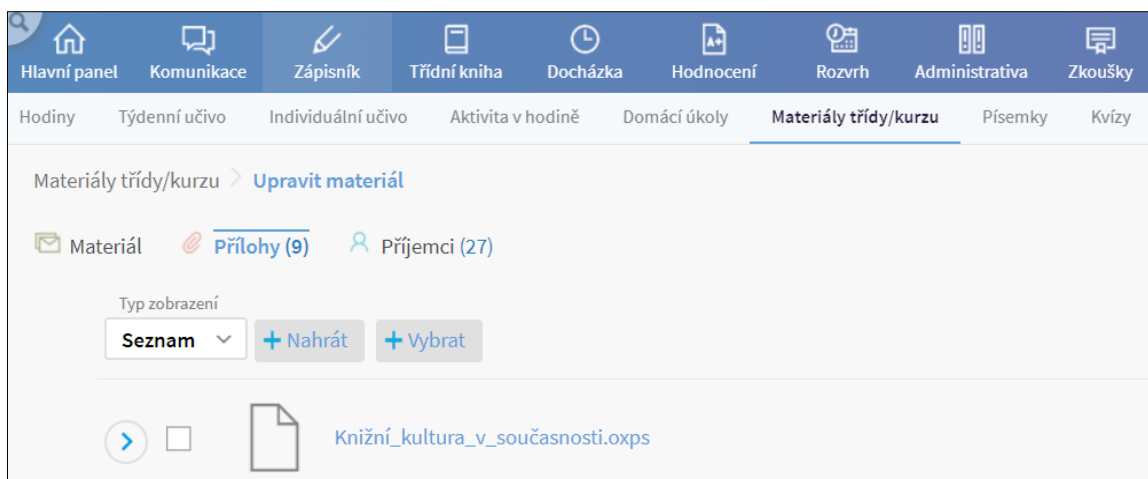 Hlavní panel Komunikace Zápisník Třídní kniha Docházka Hodnocení Rozvrh Administrativa Zkoušky
Hodiny Týdenní učivo Individuální učivo Aktivita v hodině Domácí úkoly Materiály třídy/kurzu Písemky Kvízy
Materiály třídy/kurzu > Upravit materiál
Materiál Přílohy (9) Příjemci (27)
Typ zobrazení
Seznam + Nahrát + Vybrat
Knižní_kultura_v_současnosti.oxps